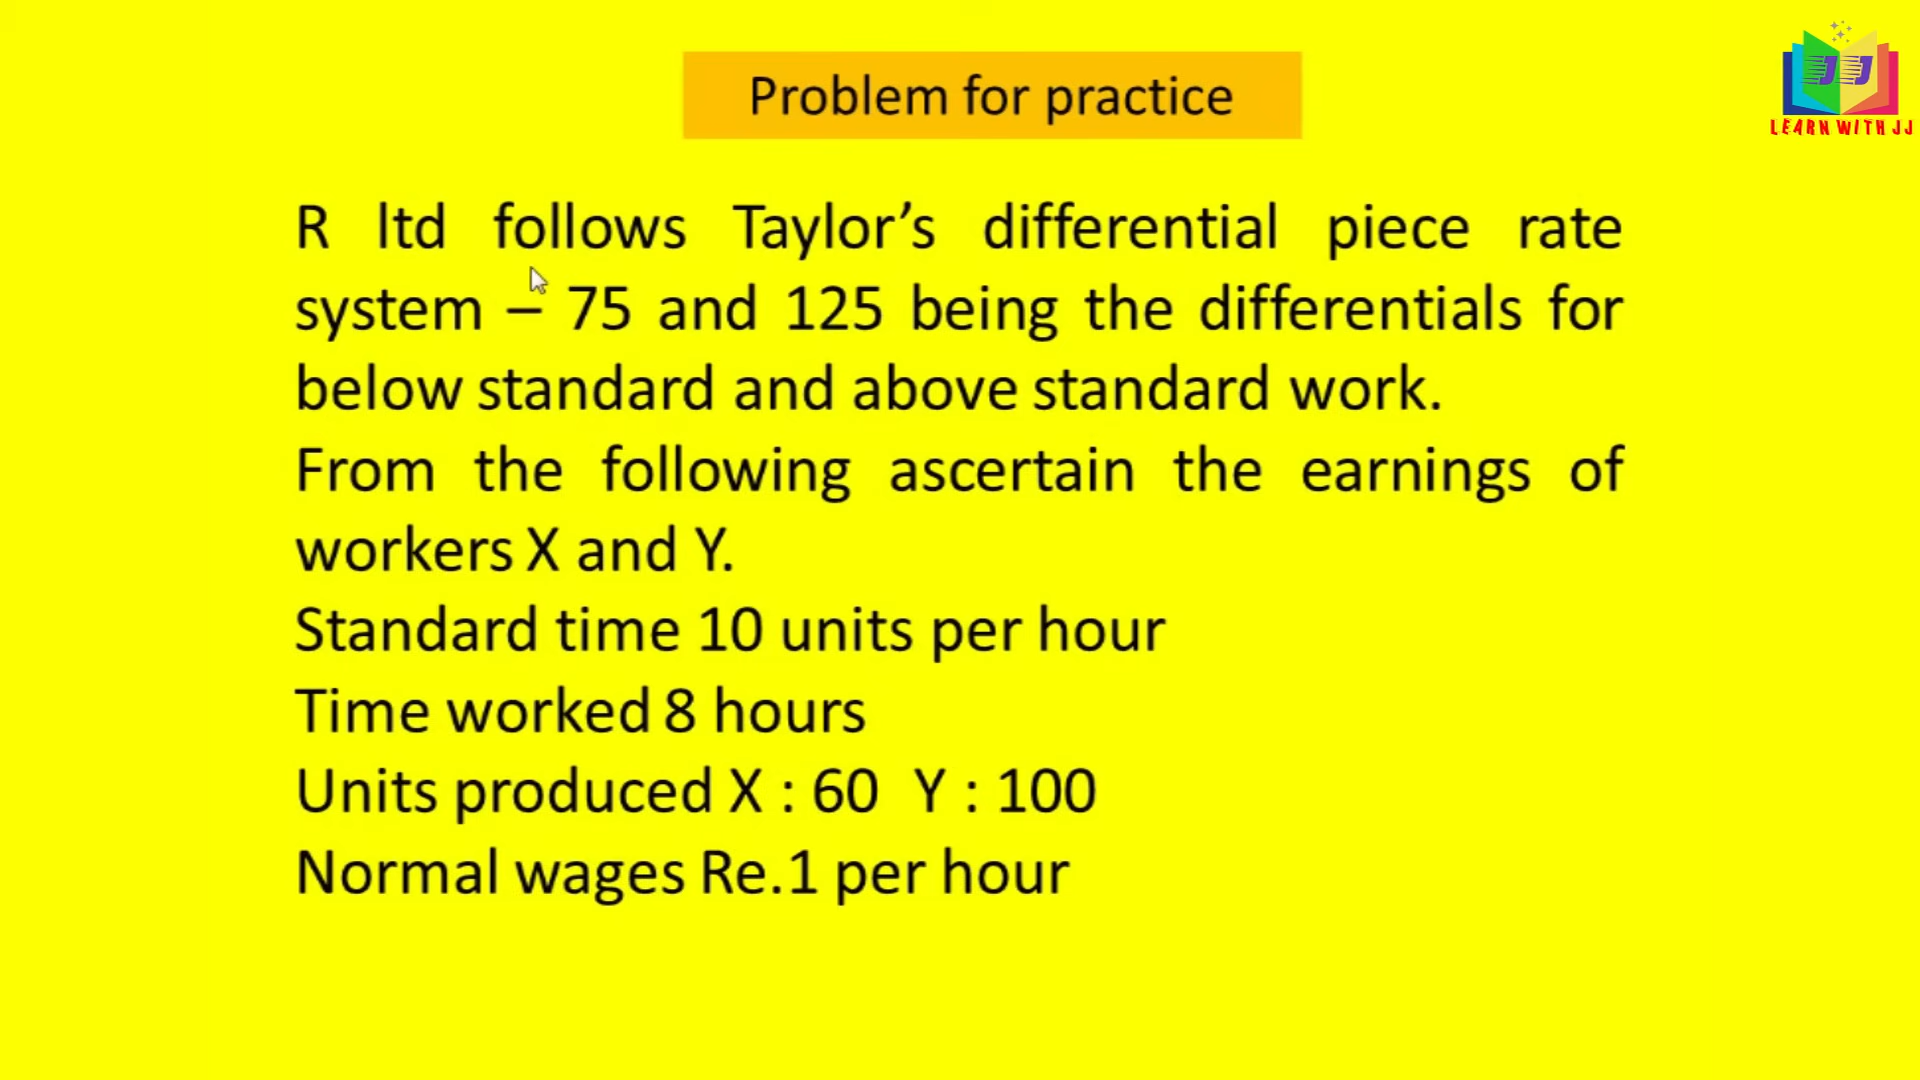 Problem for practice
JJ
LEARN WITH JJ
R ltd follows Taylor’s differential piece rate
system – 75 and 125 being the differentials for
below standard and above standard work.
From the following ascertain the earnings of
workers X and Y.
Standard time 10 units per hour
Time worked 8 hours
Units produced X : 60 Y : 100
Normal wages Re.1 per hour